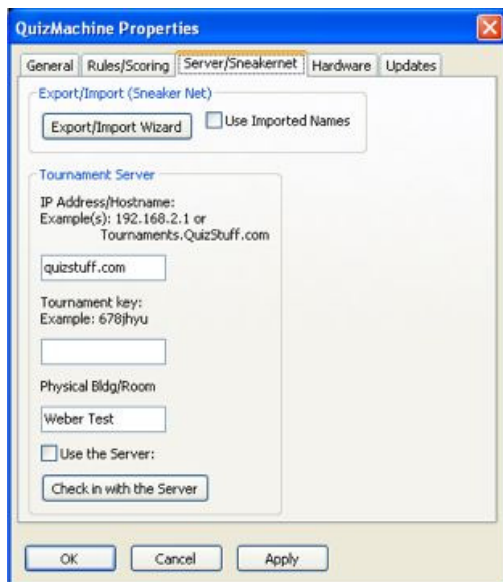 QuizMachine Properties
General Rules/Scoring Server/Sneakernet Hardware Updates
Export/Import (Sneaker Net)
Export/Import Wizard Use Imported Names
Tournament Server
IP Address/Hostname:
Example(s): 192.168.2.1 or
Tournaments.QuizStuff.com
quizstuff.com
Tournament key:
Example: 678jhyu
Physical Bldg/Room
Weber Test
Use the Server:
Check in with the Server
OK Cancel Apply